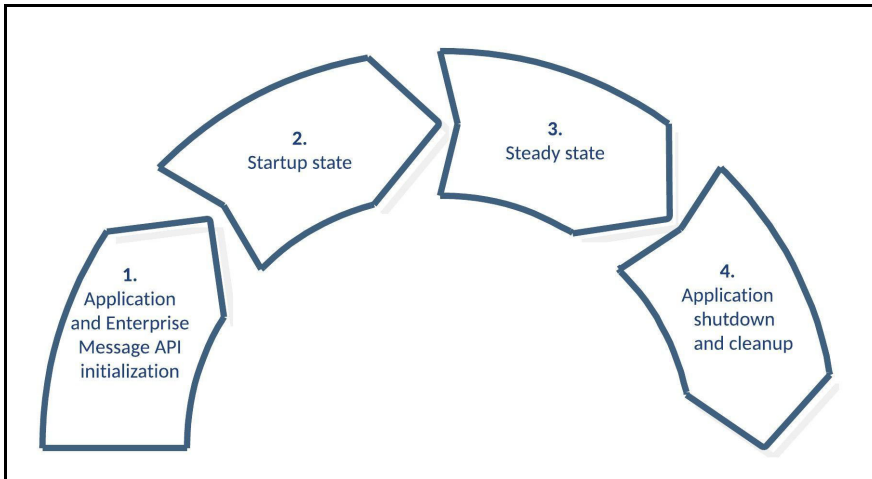 1.
Application
and Enterprise
Message API
initialization
2.
Startup state
3.
Steady state
4.
Application
shutdown
and cleanup